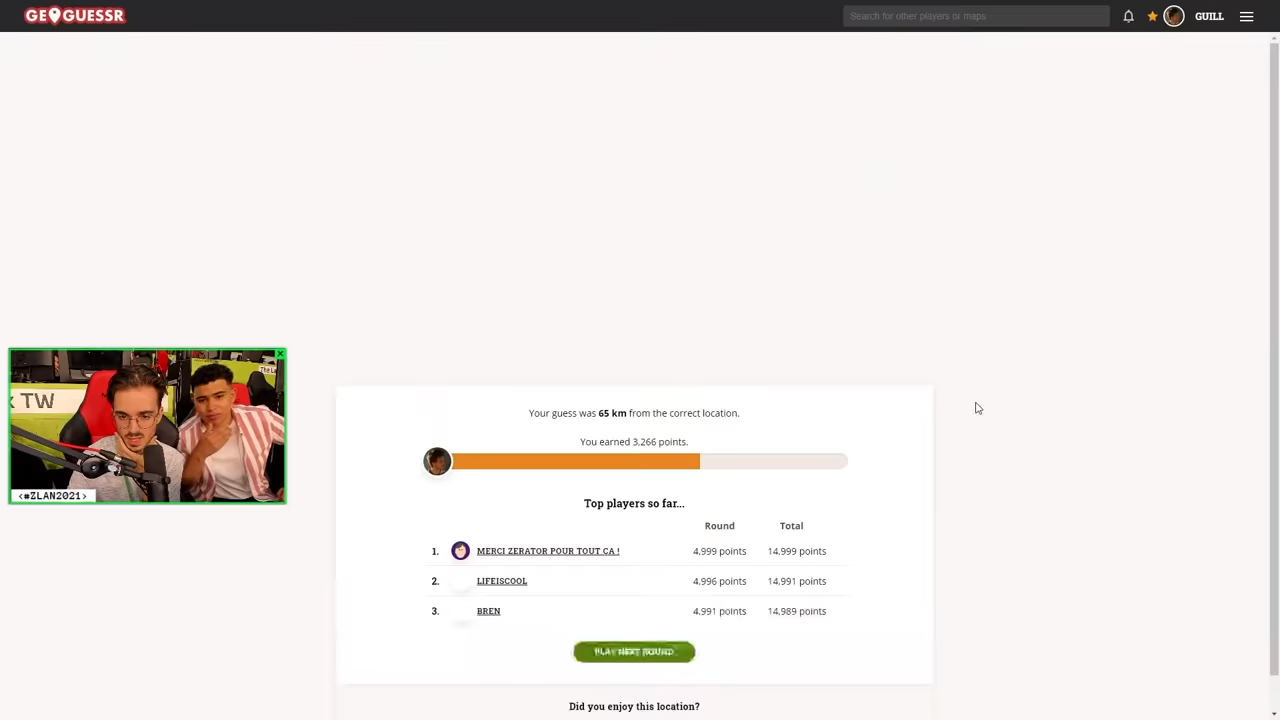 GEOGUESSR
Search for other players or maps
GUILL
The La
x TW
<#ZLAN2021>
Your guess was 65 km from the correct location.
You earned 3,266 points.
Top players so far...
Round Total
1. MERCI ZERATOR POUR TOUT ÇA ! 4,999 points 14,999 points
2. LIFEISCOOL 4,996 points 14,991 points
3. BREN 4,991 points 14,989 points
PLAY NEXT ROUND
Did you enjoy this location?